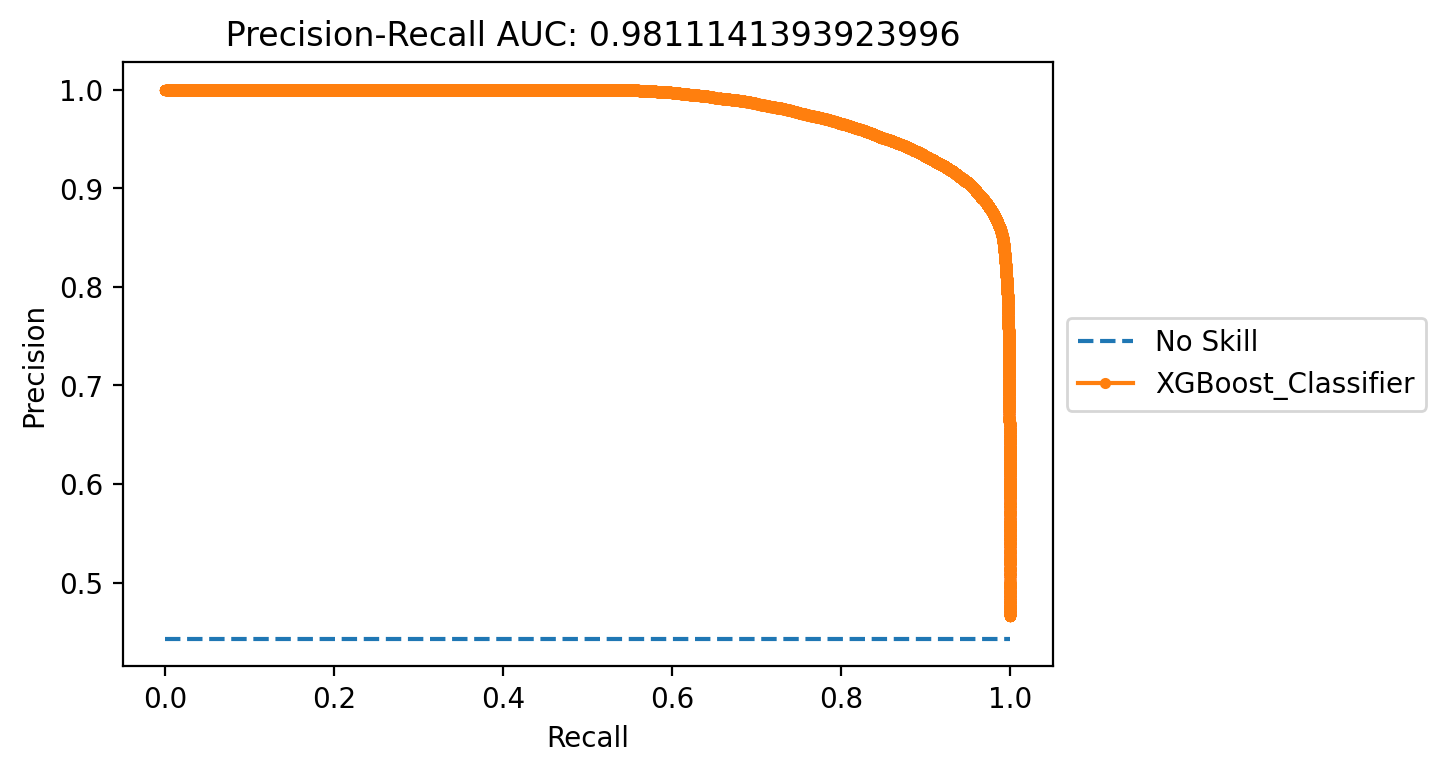 Precision-Recall AUC: 0.9811141393923996
1.0
0.9
0.8
0.7
0.6
0.5
Precision
0.0 0.2 0.4 0.6 0.8 1.0
Recall
No Skill
XGBoost_Classifier